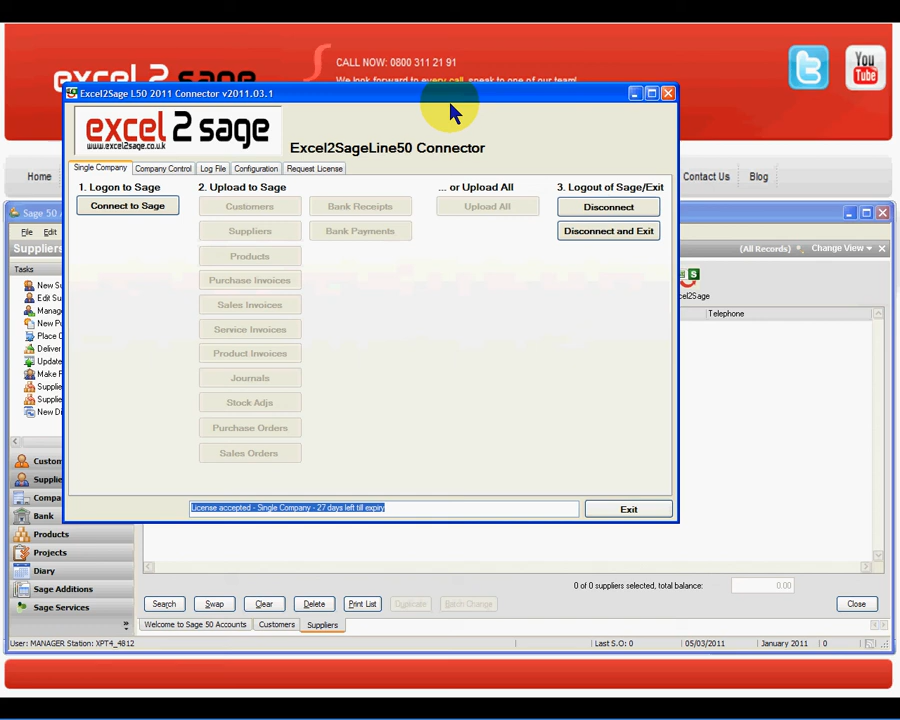 CALL NOW: 0800 311 21 91
We look forward to every call, speak to one of our team!
excel 2 sage
You
Tube
Home
Contact Us
Blog
Excel2Sage L50 2011 Connector v2011.03.1
excel 2 sage
www.excel2sage.co.uk
Excel2SageLine50 Connector
Single Company
Company Control
Log File
Configuration
Request License
1. Logon to Sage
2. Upload to Sage
... or Upload All
3. Logout of Sage/Exit
Connect to Sage
Customers
Bank Receipts
Upload All
Disconnect
Suppliers
Bank Payments
Disconnect and Exit
Products
Purchase Invoices
Sales Invoices
Service Invoices
Product Invoices
Journals
Stock Adjs
Purchase Orders
Sales Orders
License accepted - Single Company - 27 days left till expiry
Exit
Sage 50
File Edit
Suppliers
(All Records)
Change View
Tasks
Telephone
Edit
Place
Deliver
Update
Make
Bank
Products
Projects
Diary
Sage Additions
Sage Services
0 of 0 suppliers selected, total balance:
0.00
Search
Swap
Clear
Delete
Print List
Duplicate
Batch Change
Close
Welcome to Sage 50 Accounts
Customers
Suppliers
User: MANAGER Station: XPT4_4812
Last S.O: 0
05/03/2011
January 2011
0